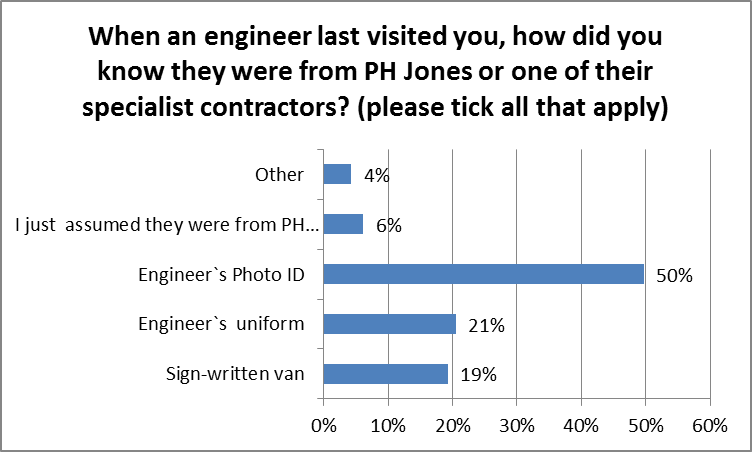 When an engineer last visited you, how did you
know they were from PH Jones or one of their
specialist contractors? (please tick all that apply)
Other
4%
I just  assumed they were from PH...
6%
Engineer`s Photo ID
50%
Engineer`s  uniform
21%
Sign-written van
19%
0% 10% 20% 30% 40% 50% 60%